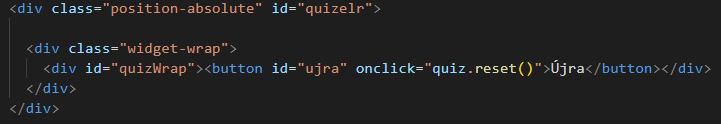 <div class="position-absolute" id="quizelr">
<div class="widget-wrap">
<div id="quizWrap"><button id="ujra" onclick="quiz.reset()">Újra</button></div>
</div>
</div>